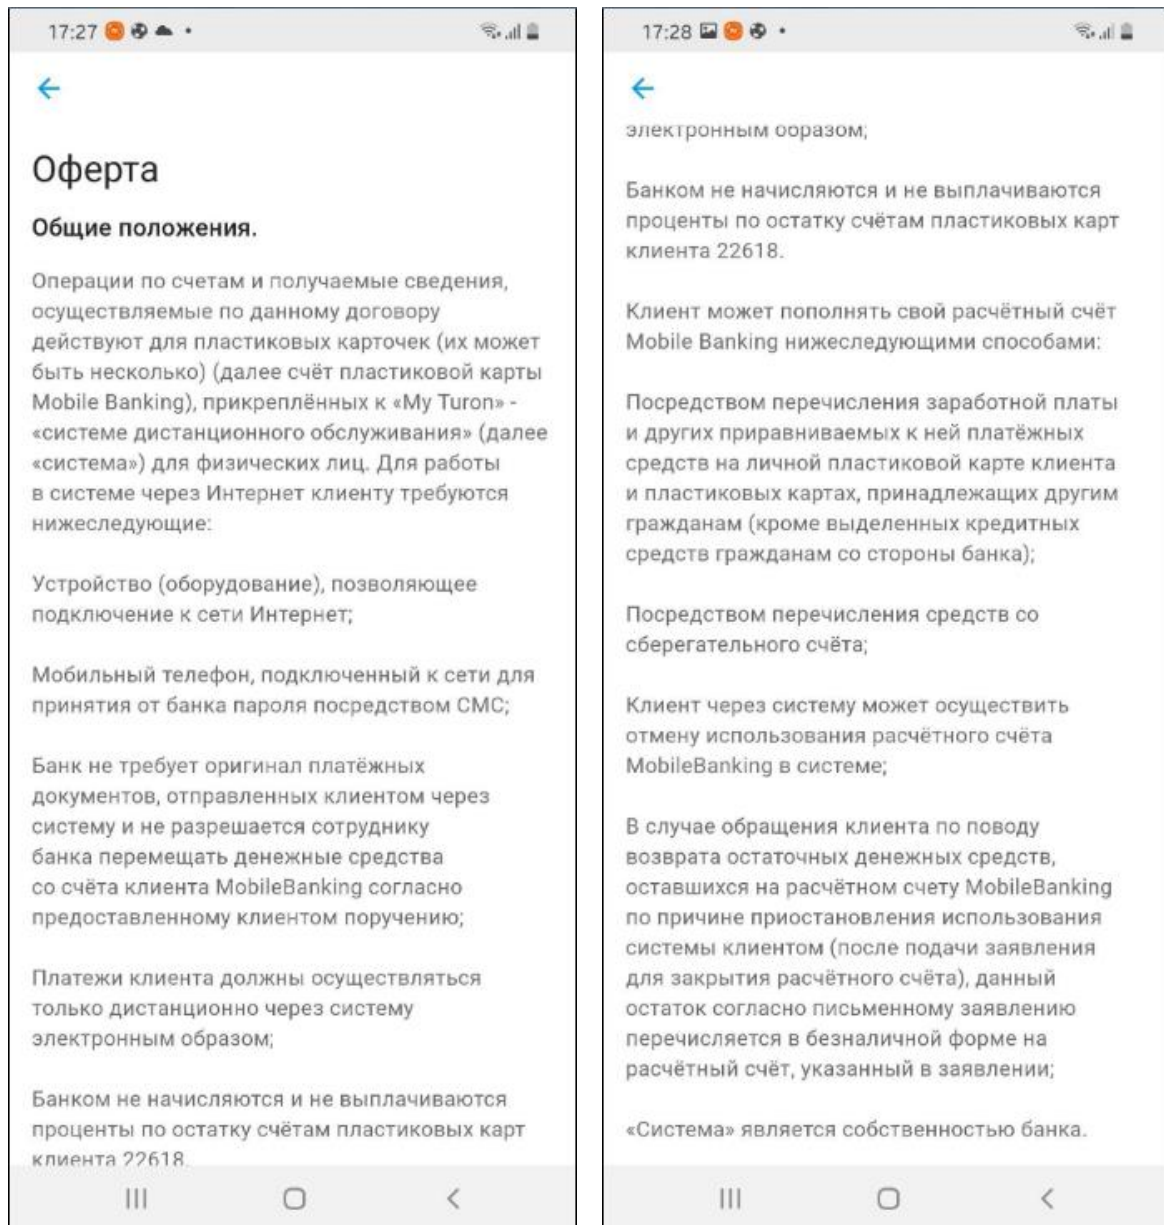 17:27
Оферта
Общие положения.
Операции по счетам и получаемые сведения,
осуществляемые по данному договору
действуют для пластиковых карточек (их может
быть несколько) (далее счёт пластиковой карты
Mobile Banking), прикреплённых к «My Turon» -
«системе дистанционного обслуживания» (далее
«система») для физических лиц. Для работы
в системе через Интернет клиенту требуются
нижеследующие:
Устройство (оборудование), позволяющее
подключение к сети Интернет;
Мобильный телефон, подключенный к сети для
принятия от банка пароля посредством СМС;
Банк не требует оригинал платёжных
документов, отправленных клиентом через
систему и не разрешается сотруднику
банка перемещать денежные средства
со счёта клиента MobileBanking согласно
предоставленному клиентом поручению;
Платежи клиента должны осуществляться
только дистанционно через систему
электронным образом;
Банком не начисляются и не выплачиваются
проценты по остатку счётам пластиковых карт
клиента 22618.
17:28
электронным образом;
Банком не начисляются и не выплачиваются
проценты по остатку счётам пластиковых карт
клиента 22618.
Клиент может пополнять свой расчётный счёт
Mobile Banking нижеследующими способами:
Посредством перечисления заработной платы
и других приравниваемых к ней платёжных
средств на личной пластиковой карте клиента
и пластиковых картах, принадлежащих другим
гражданам (кроме выделенных кредитных
средств гражданам со стороны банка);
Посредством перечисления средств со
сберегательного счёта;
Клиент через систему может осуществить
отмену использования расчётного счёта
MobileBanking в системе;
В случае обращения клиента по поводу
возврата остаточных денежных средств,
оставшихся на расчётном счету MobileBanking
по причине приостановления использования
системы клиентом (после подачи заявления
для закрытия расчётного счёта), данный
остаток согласно письменному заявлению
перечисляется в безналичной форме на
расчётный счёт, указанный в заявлении;
«Система» является собственностью банка.